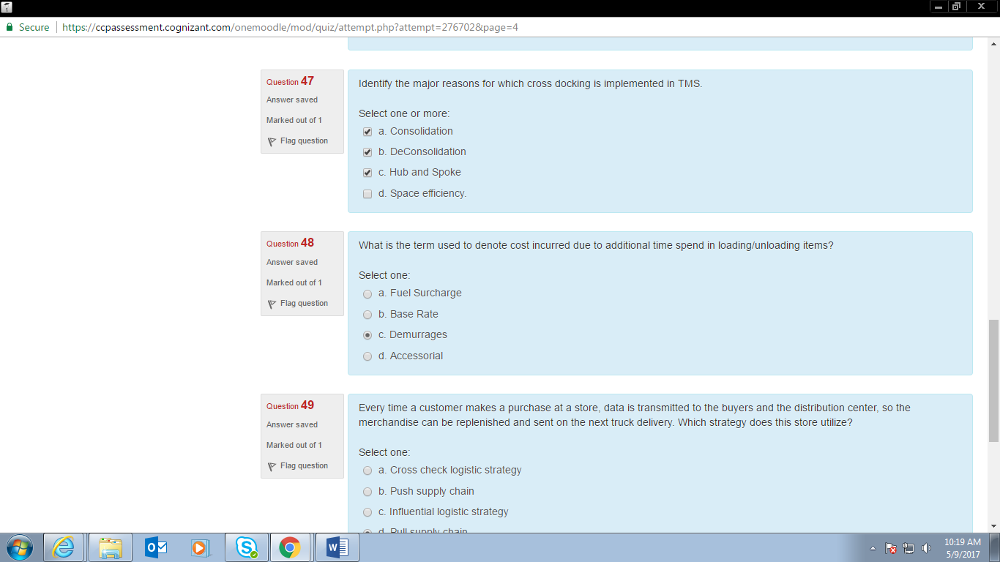 Secure
https://ccpassessment.cognizant.com/onemoodle/mod/quiz/attempt.php?attempt=276702&page=4
Question 47
Answer saved
Marked out of 1
Flag question
Identify the major reasons for which cross docking is implemented in TMS.
Select one or more:
a. Consolidation
b. DeConsolidation
c. Hub and Spoke
d. Space efficiency.
Question 48
Answer saved
Marked out of 1
Flag question
What is the term used to denote cost incurred due to additional time spend in loading/unloading items?
Select one:
a. Fuel Surcharge
b. Base Rate
c. Demurrages
d. Accessorial
Question 49
Answer saved
Marked out of 1
Flag question
Every time a customer makes a purchase at a store, data is transmitted to the buyers and the distribution center, so the
merchandise can be replenished and sent on the next truck delivery. Which strategy does this store utilize?
Select one:
a. Cross check logistic strategy
b. Push supply chain
c. Influential logistic strategy
d. Pull supply chain
10:19 AM
5/9/2017